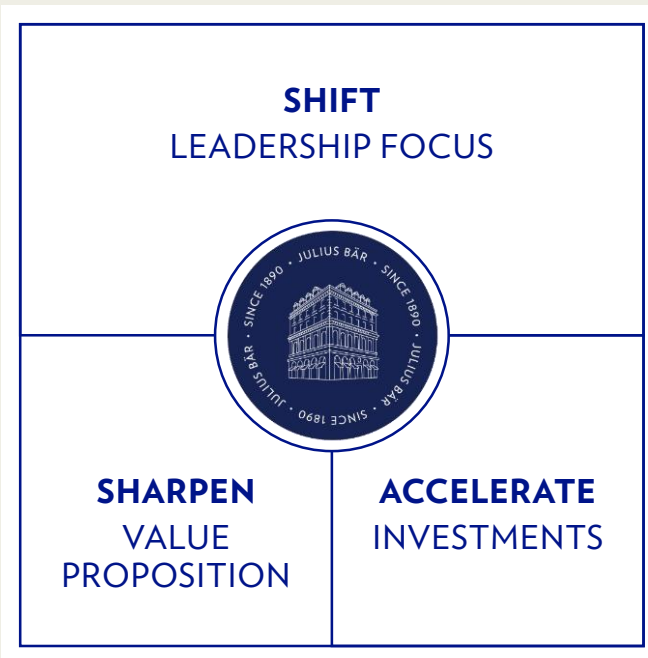 SHIFT
LEADERSHIP FOCUS
JULIUS BÄR · SINCE 1890 · JULIUS BÄR · SINCE 1890 · JULIUS BÄR · SINCE 1890 ·
SHARPEN
VALUE
PROPOSITION
ACCELERATE
INVESTMENTS